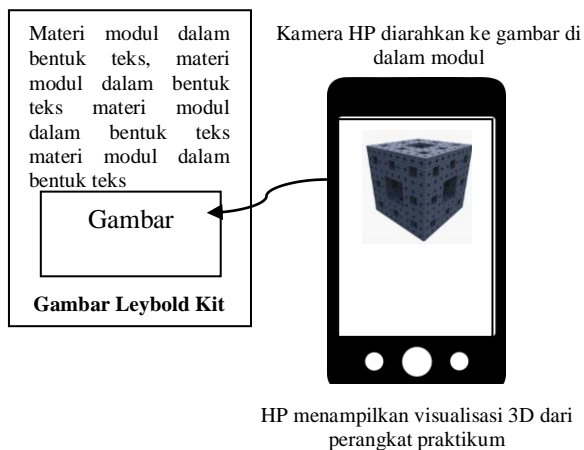 Materi modul dalam
bentuk teks, materi
modul dalam bentuk
teks materi modul
dalam bentuk teks
materi modul dalam
bentuk teks
Gambar
Gambar Leybold Kit
Kamera HP diarahkan ke gambar di
dalam modul
HP menampilkan visualisasi 3D dari
perangkat praktikum